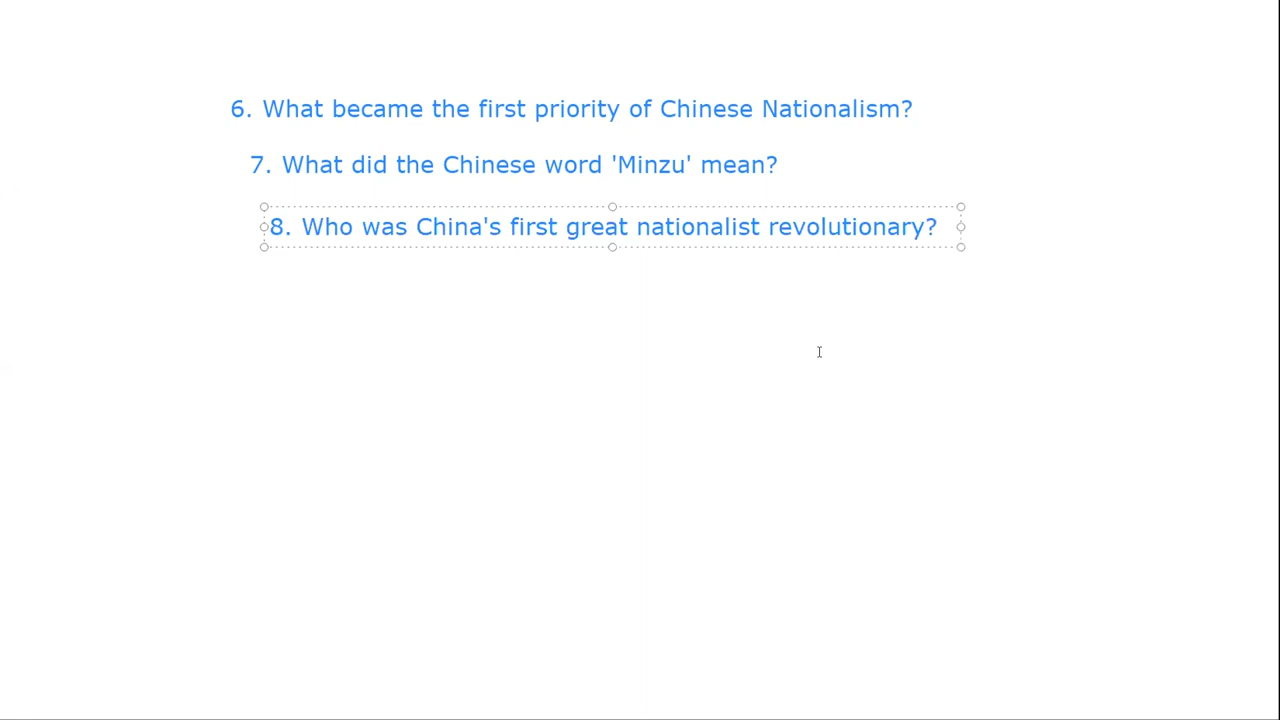 6. What became the first priority of Chinese Nationalism?
7. What did the Chinese word 'Minzu' mean?
8. Who was China's first great nationalist revolutionary?